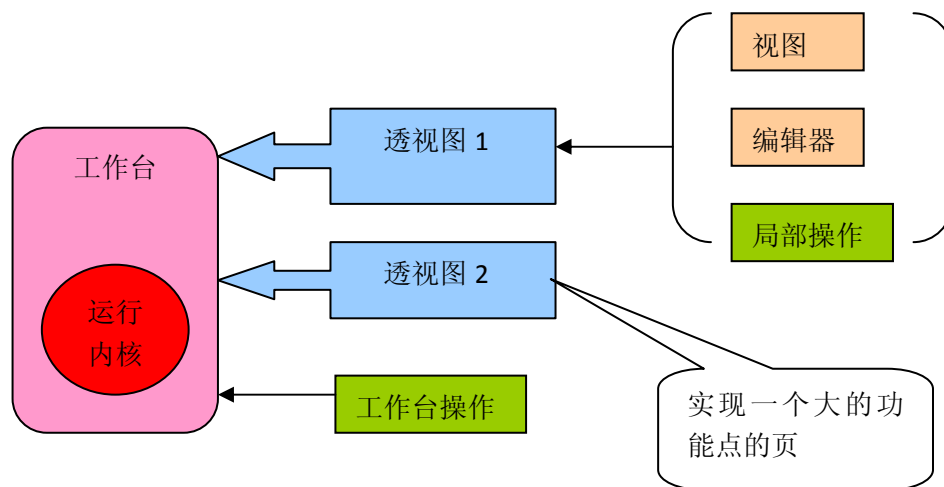 视图
透视图 1
编辑器
工作台
局部操作
透视图 2
运行
内核
工作台操作
实现一个大的功
能点的页